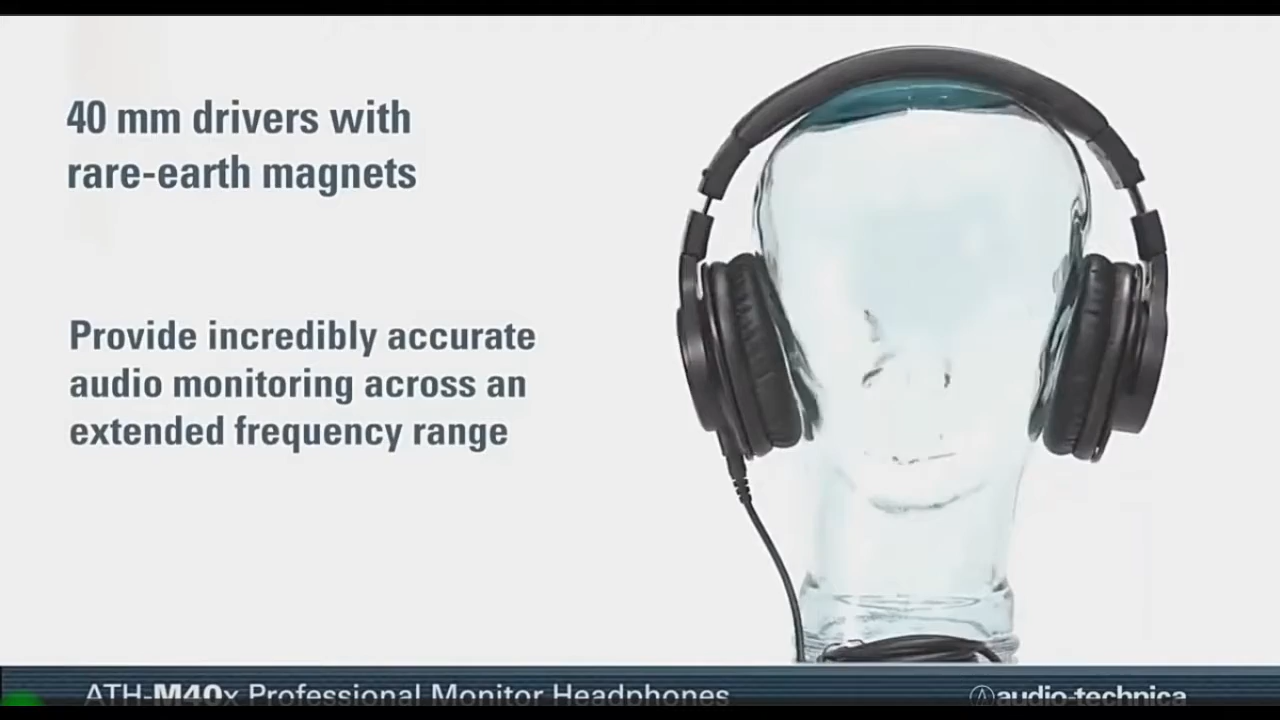 40 mm drivers with
rare-earth magnets
Provide incredibly accurate
audio monitoring across an
extended frequency range
ATH-M40x Professional Monitor Headphones
audio-technica